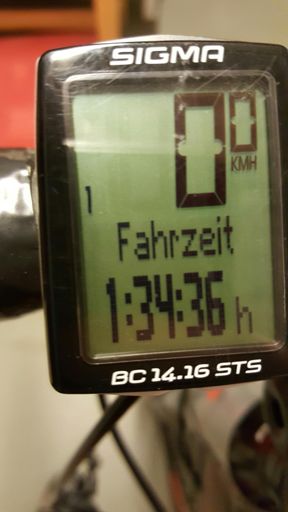 SIGMA
0.0
KMH
1
Fahrzeit
1:34:36 h
BC 14.16 STS